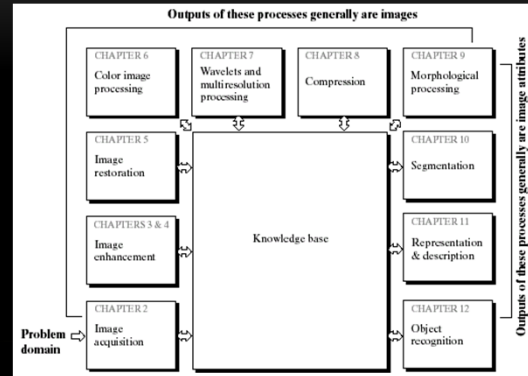 Outputs of these processes generally are images
CHAPTER 6
Color image
processing
CHAPTER 7
Wavelets and
multiresolution
processing
CHAPTER 8
Compression
CHAPTER 9
Morphological
processing
CHAPTER 5
Image
restoration
CHAPTERS 3 & 4
Image
enhancement
CHAPTER 2
Image
acquisition
Problem
domain
Knowledge base
CHAPTER 10
Segmentation
CHAPTER 11
Representation
& description
CHAPTER 12
Object
recognition
Outputs of these processes generally are image attributes